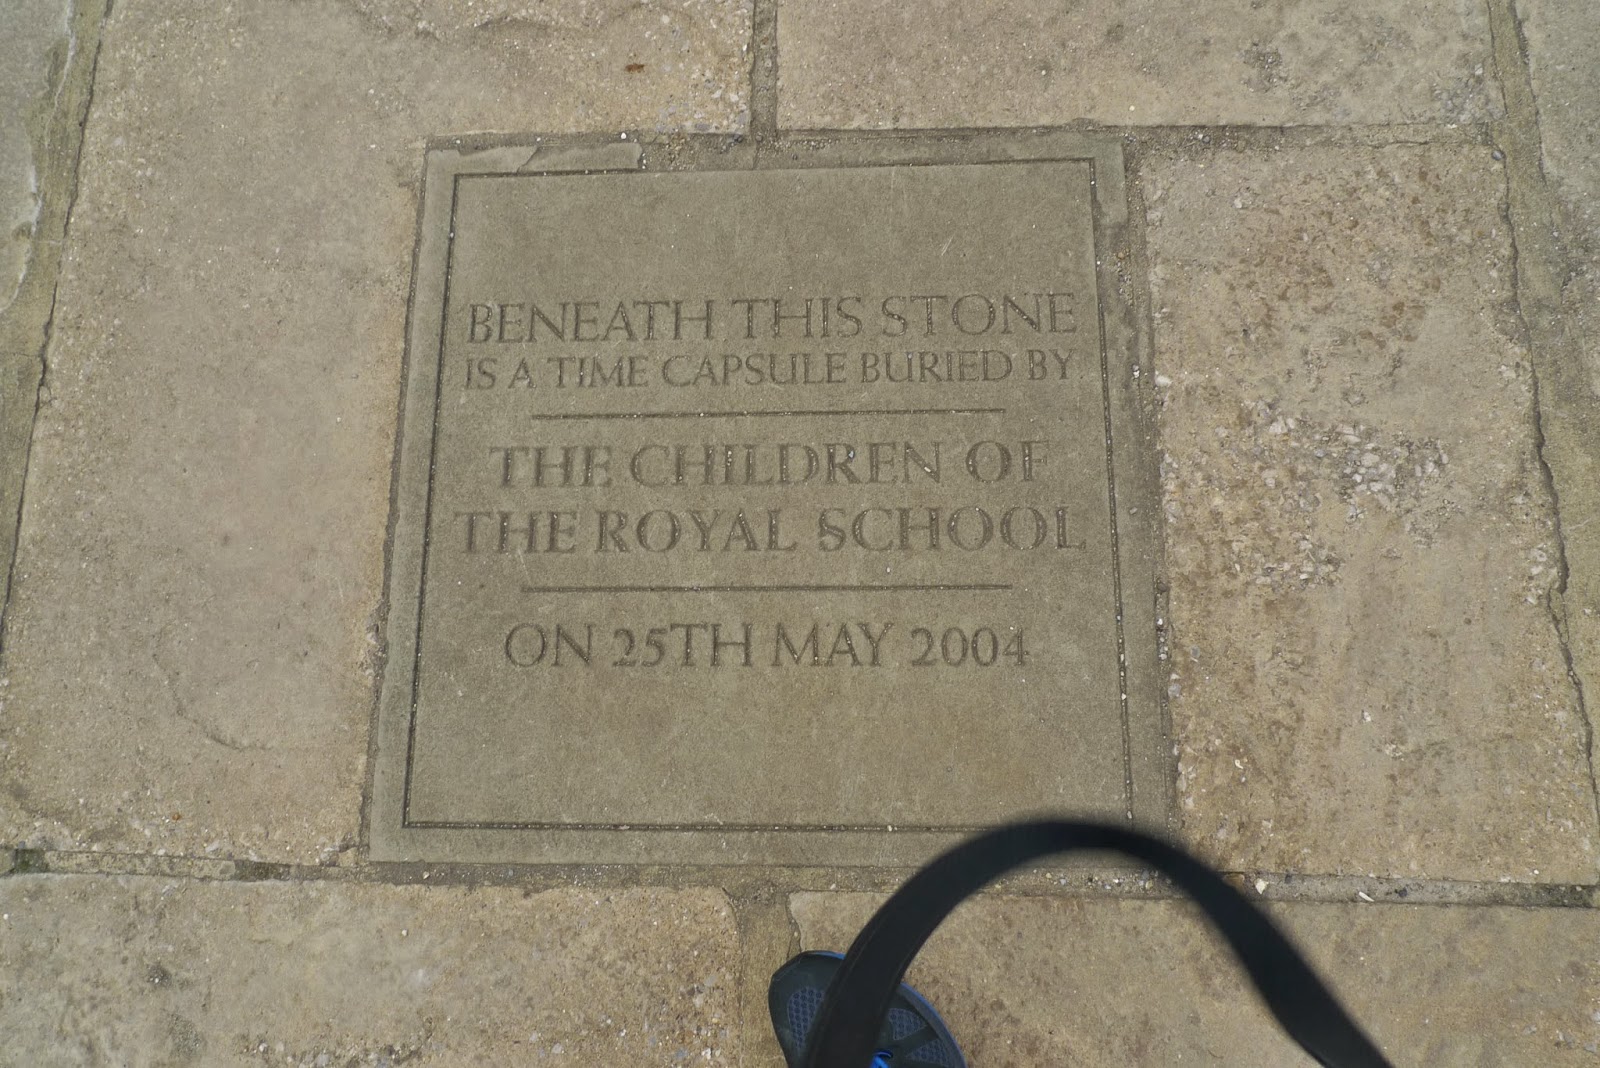 BENEATH THIS STONE
IS A TIME CAPSULE BURIED BY
THE CHILDREN OF
THE ROYAL SCHOOL
ON 25TH MAY 2004